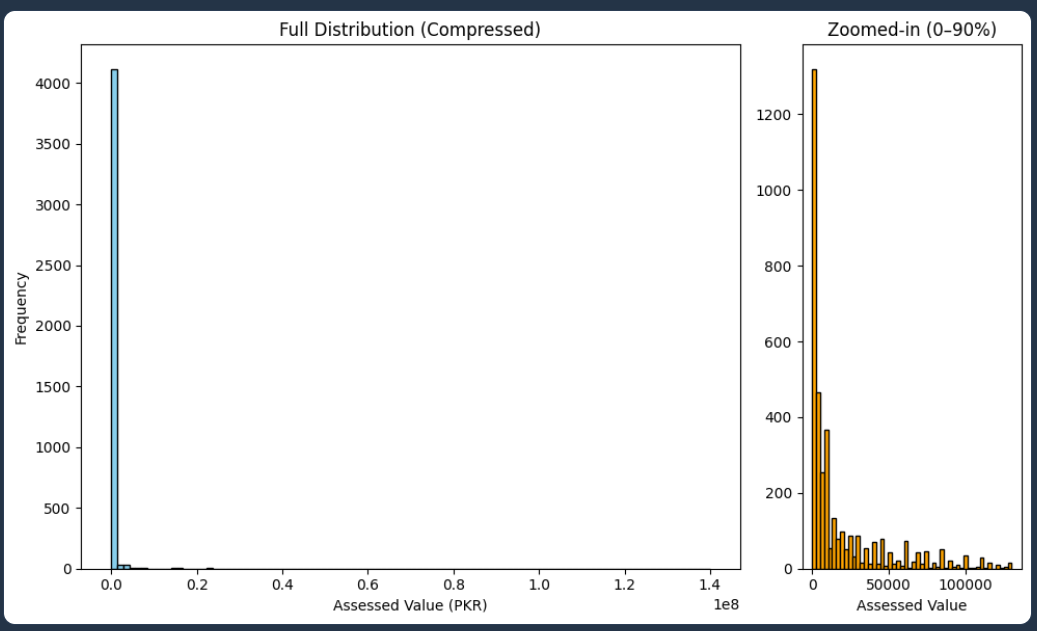 Full Distribution (Compressed)
4000
3500
3000
2500
2000
1500
1000
500
0
Frequency
0.0 0.2 0.4 0.6 0.8 1.0 1.2 1.4
1e8
Assessed Value (PKR)
Zoomed-in (0–90%)
1200
1000
800
600
400
200
0
0 500000 1000000
Assessed Value